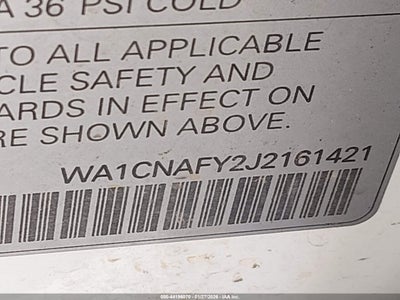 A 36 PSI COLD
TO ALL APPLICABLE
CLE SAFETY AND
ARDS IN EFFECT ON
RE SHOWN ABOVE.
WA1CNAFY2J2161421